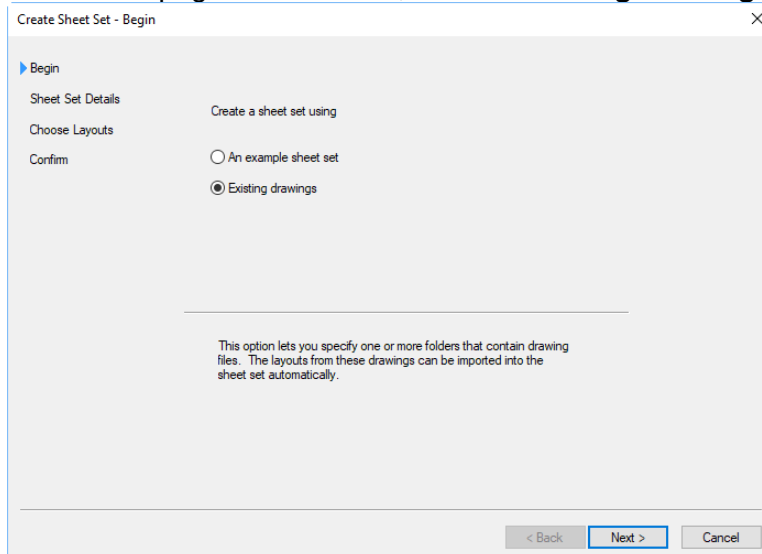 Create Sheet Set - Begin
Begin
Sheet Set Details
Choose Layouts
Confirm
Create a sheet set using
An example sheet set
Existing drawings
This option lets you specify one or more folders that contain drawing
files. The layouts from these drawings can be imported into the
sheet set automatically.
< Back
Next >
Cancel